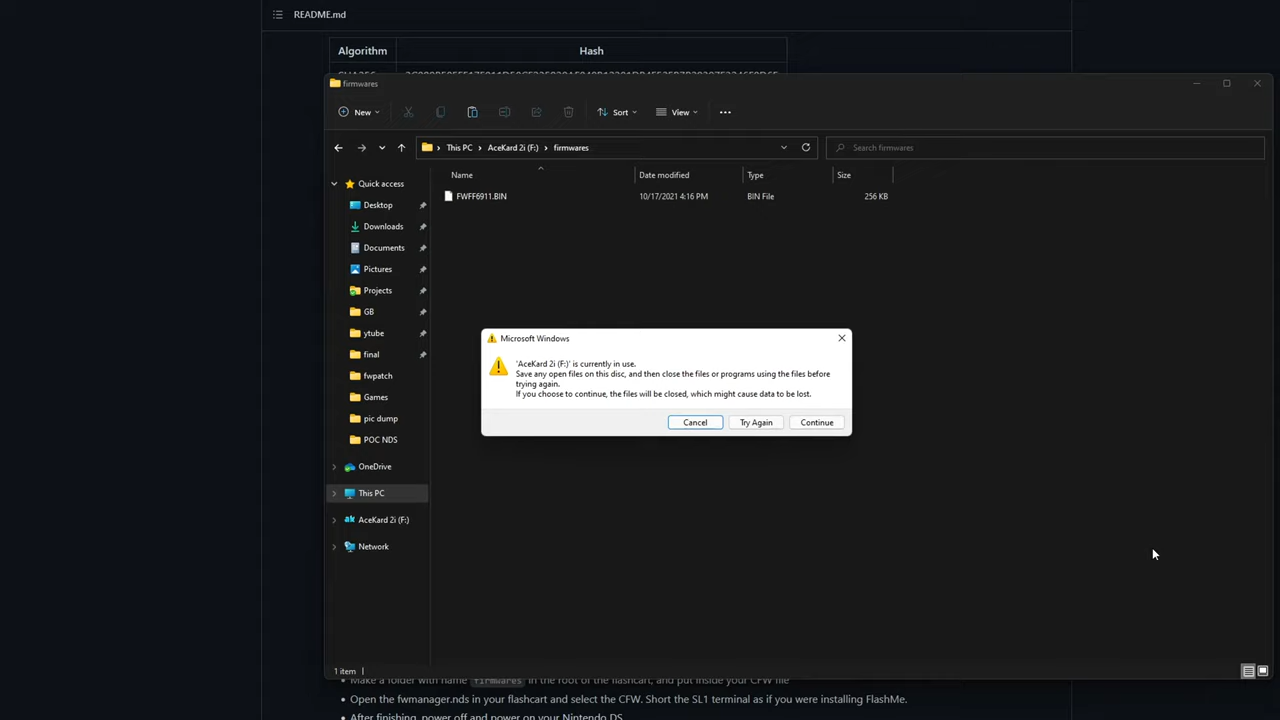 README.md
Algorithm Hash
firmwares
New Sort View
This PC AceKard 2i (F:) firmwares Search firmwares
Name Date modified Type Size
FWFF6911.BIN 10/17/2021 4:16 PM BIN File 256 KB
Quick access
Desktop
Downloads
Documents
Pictures
Projects
GB
ytube
final
fwpatch
Games
pic dump
POC NDS
OneDrive
This PC
AceKard 2i (F:)
Network
Microsoft Windows
'AceKard 2i (F:)' is currently in use.
Save any open files on this disc, and then close the files or programs using the files before
trying again.
If you choose to continue, the files will be closed, which might cause data to be lost.
Cancel Try Again Continue
1 item
Make a folder with name firmwares in the root of the flashcart, and put inside your CFW file
Open the fwmanager.nds in your flashcart and select the CFW. Short the SL1 terminal as if you were installing FlashMe.
After finishing, power off and power on your Nintendo DS.